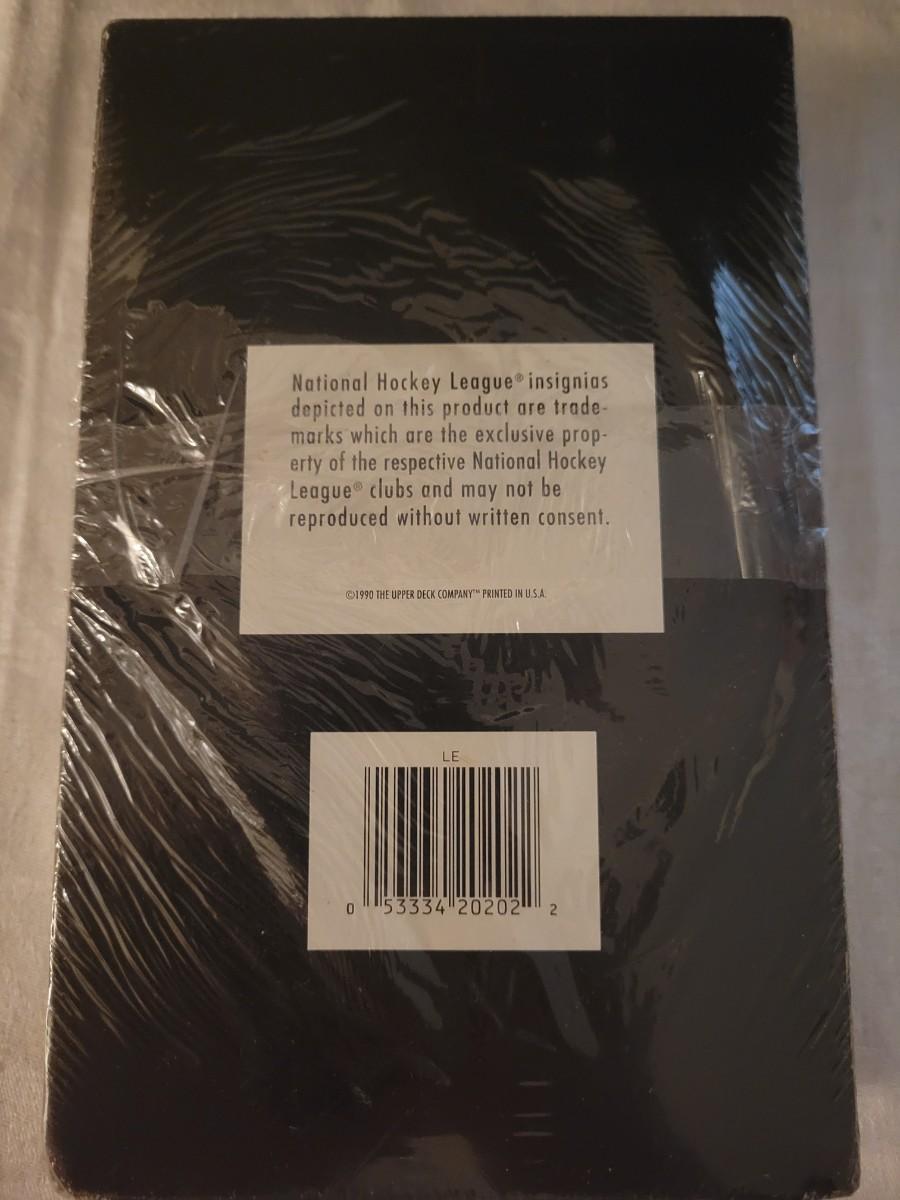 National Hockey League® insignias
depicted on this product are trade-
marks which are the exclusive prop-
erty of the respective National Hockey
League® clubs and may not be
reproduced without written consent.
©1990 THE UPPER DECK COMPANY™ PRINTED IN U.S.A.
LE
0 53334 20202 2